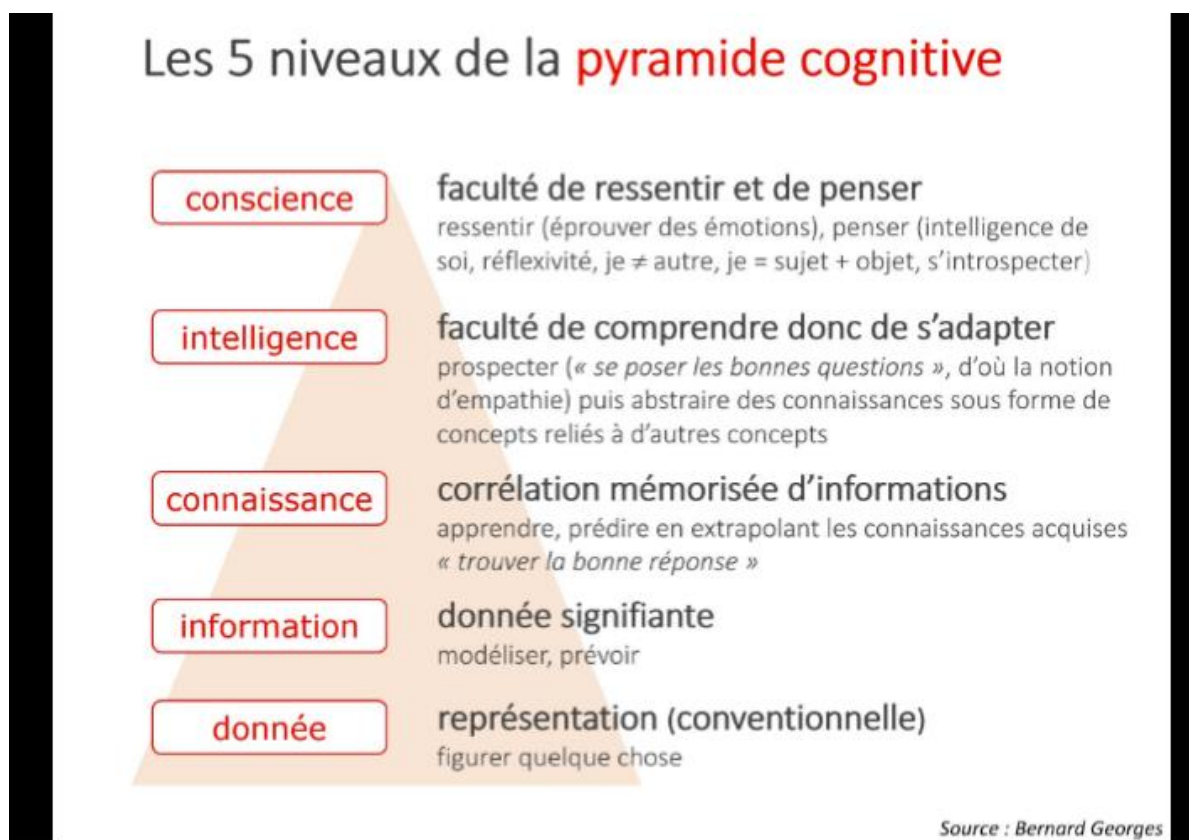 Les 5 niveaux de la pyramide cognitive
conscience
faculté de ressentir et de penser
ressentir (éprouver des émotions), penser (intelligence de
soi, réflexivité, je ≠ autre, je = sujet + objet, s’introspecter)
intelligence
faculté de comprendre donc de s’adapter
prospecter (« se poser les bonnes questions », d’où la notion
d’empathie) puis abstraire des connaissances sous forme de
concepts reliés à d’autres concepts
connaissance
corrélation mémorisée d’informations
apprendre, prédire en extrapolant les connaissances acquises
« trouver la bonne réponse »
information
donnée signifiante
modéliser, prévoir
donnée
représentation (conventionnelle)
figurer quelque chose
Source : Bernard Georges